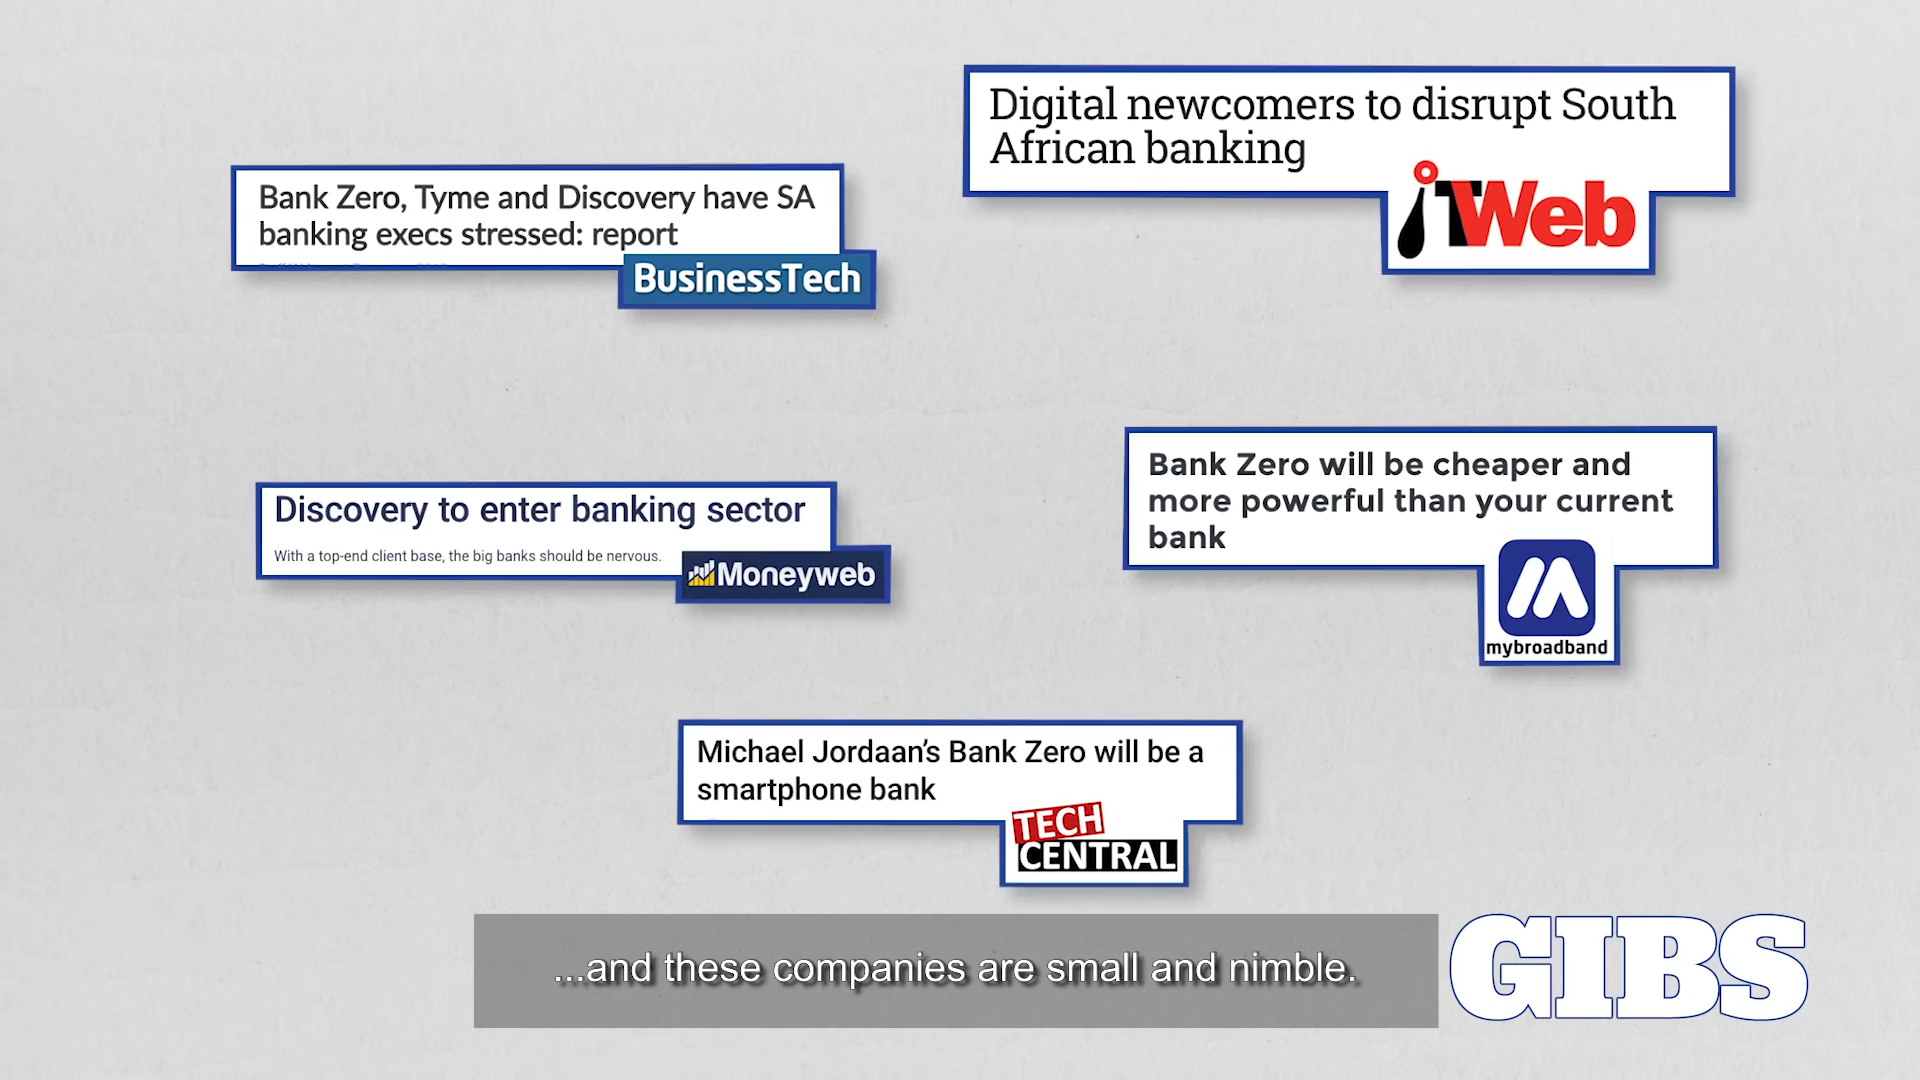 Digital newcomers to disrupt South
African banking
iTWeb
Bank Zero, Tyme and Discovery have SA
banking execs stressed: report
BusinessTech
Discovery to enter banking sector
With a top-end client base, the big banks should be nervous.
Moneyweb
Bank Zero will be cheaper and
more powerful than your current
bank
mybroadband
Michael Jordaan's Bank Zero will be a
smartphone bank
TECH
CENTRAL
...and these companies are small and nimble.
GIBS